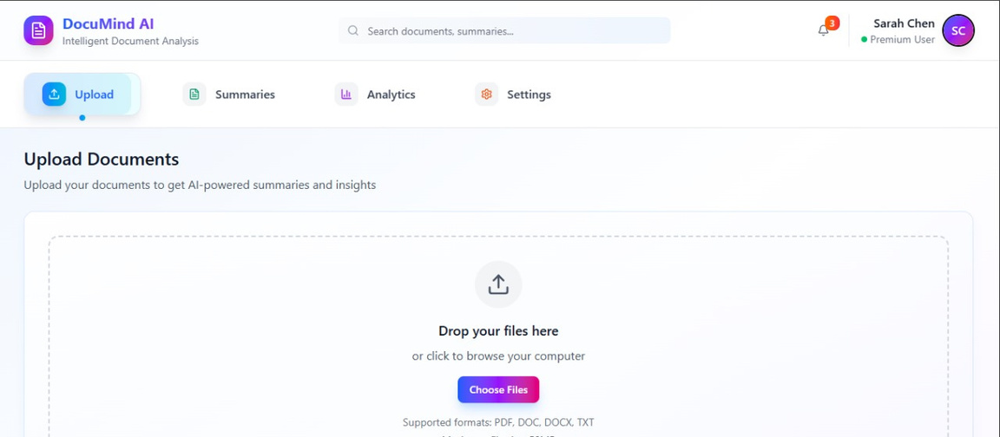 DocuMind AI
Intelligent Document Analysis
Search documents, summaries...
3
Sarah Chen
Premium User
SC
Upload
Summaries
Analytics
Settings
Upload Documents
Upload your documents to get AI-powered summaries and insights
Drop your files here
or click to browse your computer
Choose Files
Supported formats: PDF, DOC, DOCX, TXT